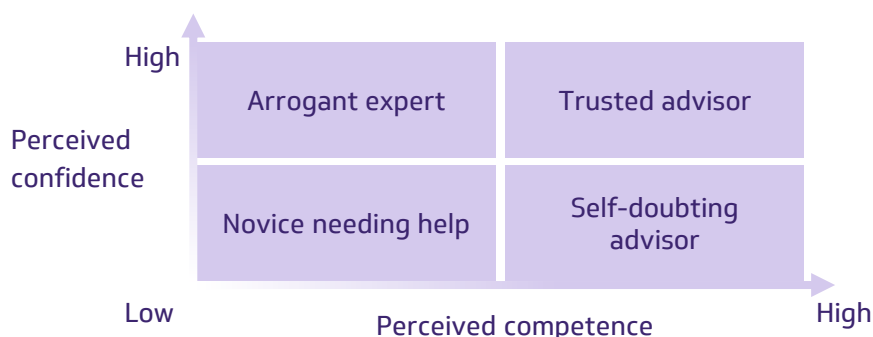 High
Arrogant expert
Trusted advisor
Perceived
confidence
Novice needing help
Self-doubting
advisor
Low
High
Perceived competence